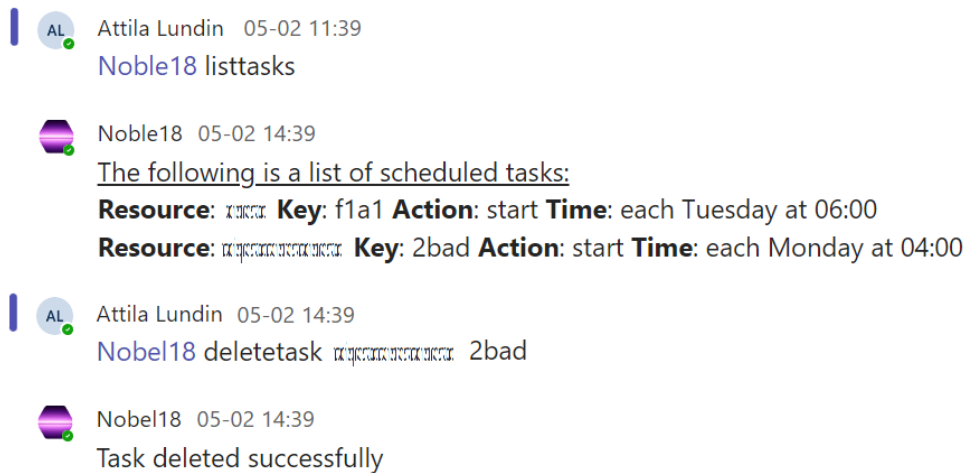 AL Attila Lundin 05-02 11:39
Noble18 listtasks
Noble18 05-02 14:39
The following is a list of scheduled tasks:
Resource: Key: f1a1 Action: start Time: each Tuesday at 06:00
Resource: Key: 2bad Action: start Time: each Monday at 04:00
AL Attila Lundin 05-02 14:39
Nobel18 deletetask 2bad
Nobel18 05-02 14:39
Task deleted successfully